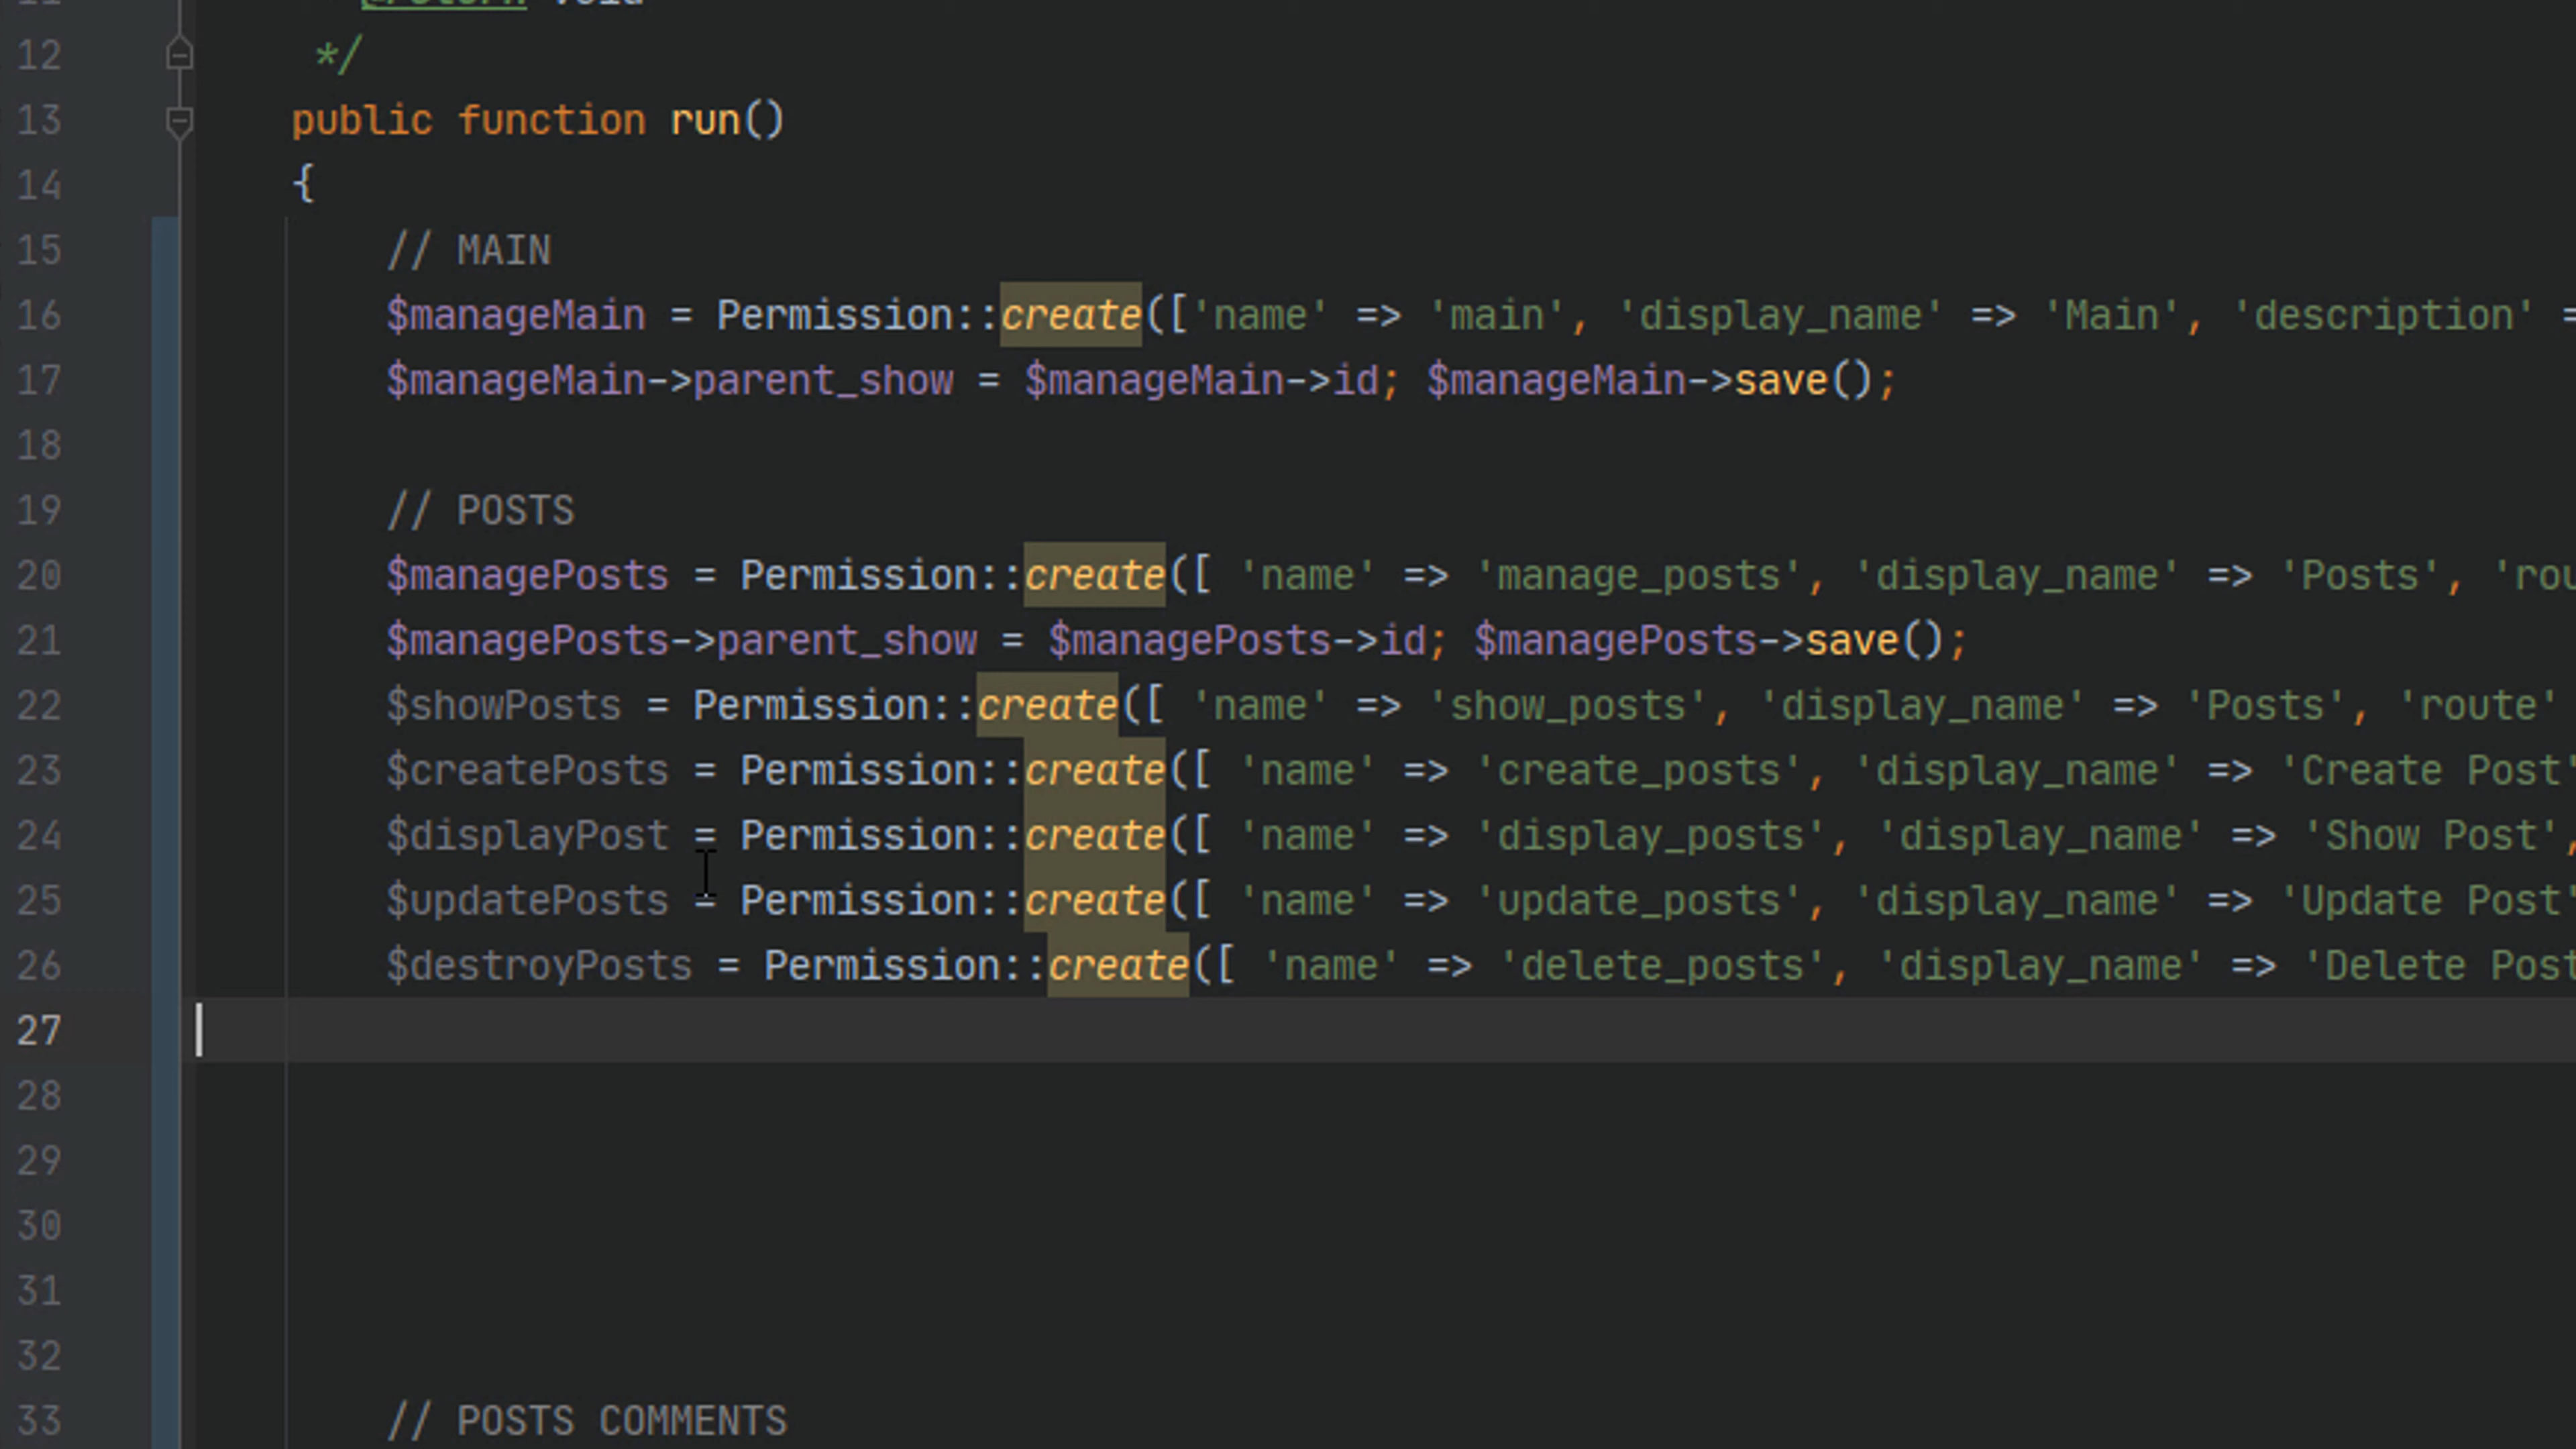 12 */
13 public function run()
14 {
15 // MAIN
16 $manageMain = Permission::create(['name' => 'main', 'display_name' => 'Main', 'description' =
17 $manageMain->parent_show = $manageMain->id; $manageMain->save();
18
19 // POSTS
20 $managePosts = Permission::create([ 'name' => 'manage_posts', 'display_name' => 'Posts', 'rou
21 $managePosts->parent_show = $managePosts->id; $managePosts->save();
22 $showPosts = Permission::create([ 'name' => 'show_posts', 'display_name' => 'Posts', 'route'
23 $createPosts = Permission::create([ 'name' => 'create_posts', 'display_name' => 'Create Post'
24 $displayPost = Permission::create([ 'name' => 'display_posts', 'display_name' => 'Show Post',
25 $updatePosts = Permission::create([ 'name' => 'update_posts', 'display_name' => 'Update Post'
26 $destroyPosts = Permission::create([ 'name' => 'delete_posts', 'display_name' => 'Delete Post
27
28
29
30
31
32
33 // POSTS COMMENTS